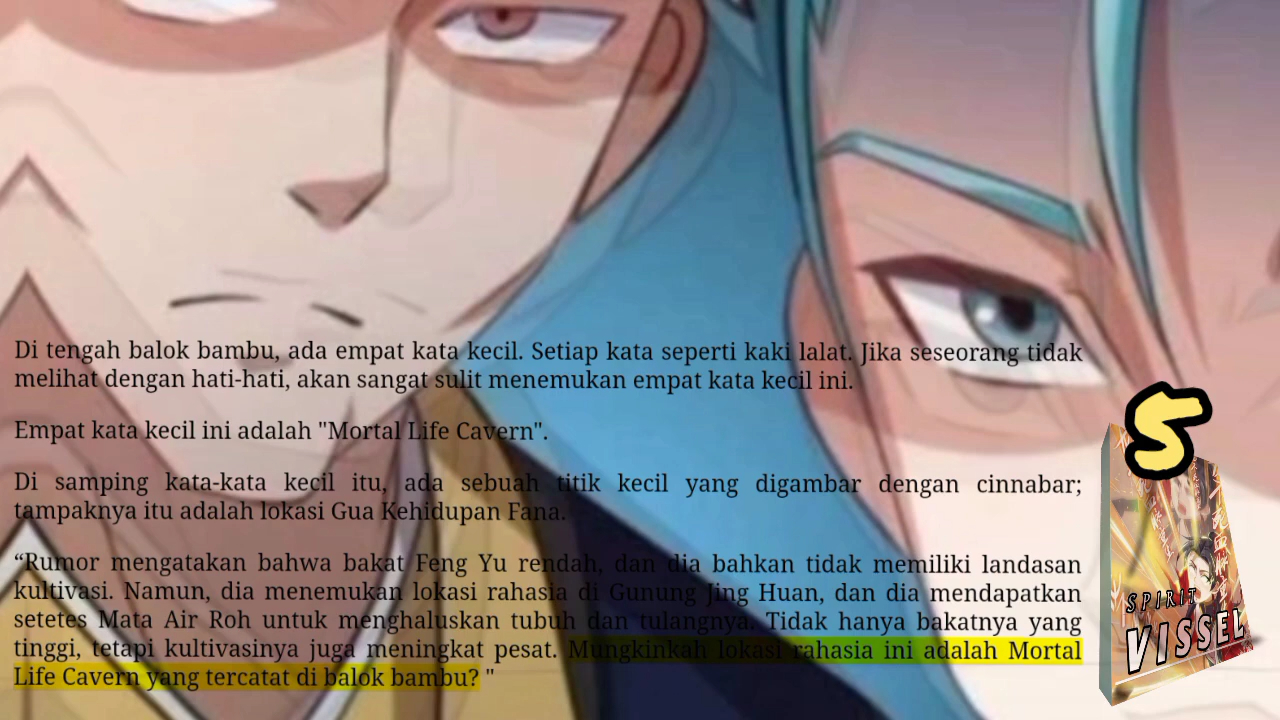 Di tengah balok bambu, ada empat kata kecil. Setiap kata seperti kaki lalat. Jika seseorang tidak
melihat dengan hati-hati, akan sangat sulit menemukan empat kata kecil ini.
Empat kata kecil ini adalah "Mortal Life Cavern".
Di samping kata-kata kecil itu, ada sebuah titik kecil yang digambar dengan cinnabar;
tampaknya itu adalah lokasi Gua Kehidupan Fana.
“Rumor mengatakan bahwa bakat Feng Yu rendah, dan dia bahkan tidak memiliki landasan
kultivasi. Namun, dia menemukan lokasi rahasia di Gunung Jing Huan, dan dia mendapatkan
setetes Mata Air Roh untuk menghaluskan tubuh dan tulangnya. Tidak hanya bakatnya yang
tinggi, tetapi kultivasinya juga meningkat pesat. Mungkinkah lokasi rahasia ini adalah Mortal
Life Cavern yang tercatat di balok bambu? "
S
SPIRIT
VISSEL